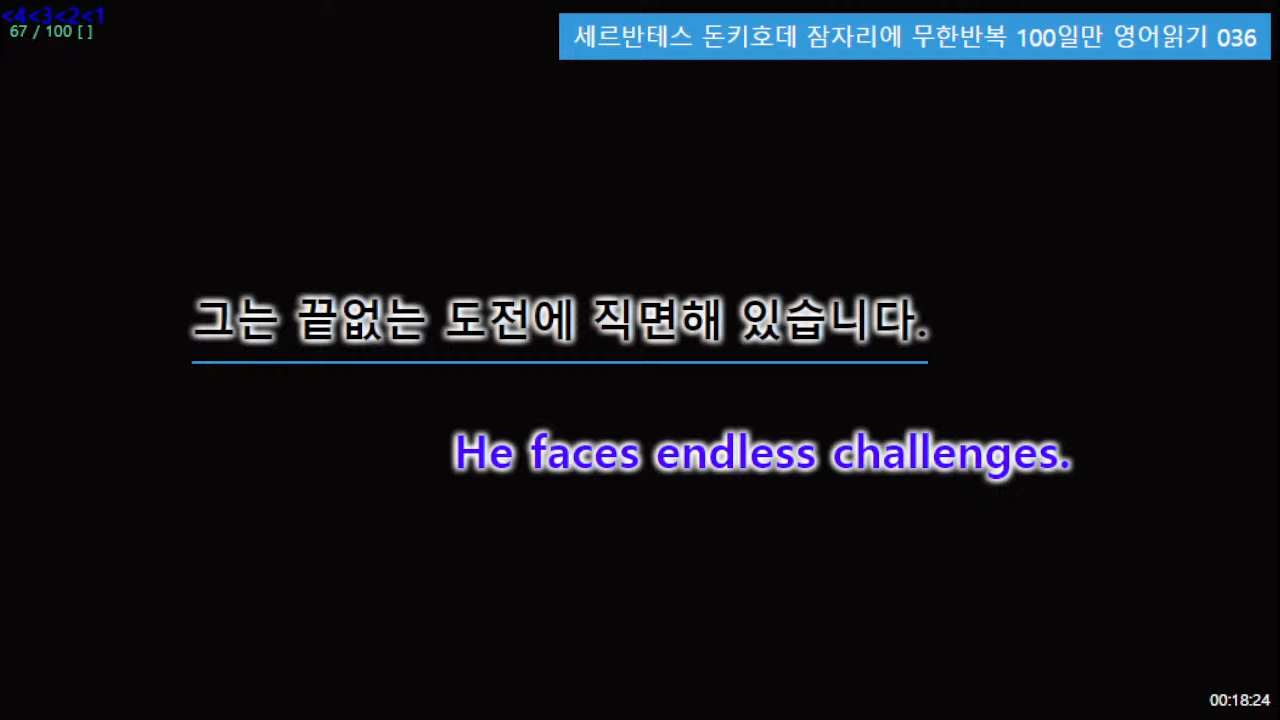 <4<3<2<1
67 / 100 [ ]
세르반테스 돈키호데 잠자리에 무한반복 100일만 영어읽기 036
그는 끝없는 도전에 직면해 있습니다.
He faces endless challenges.
00:18:24